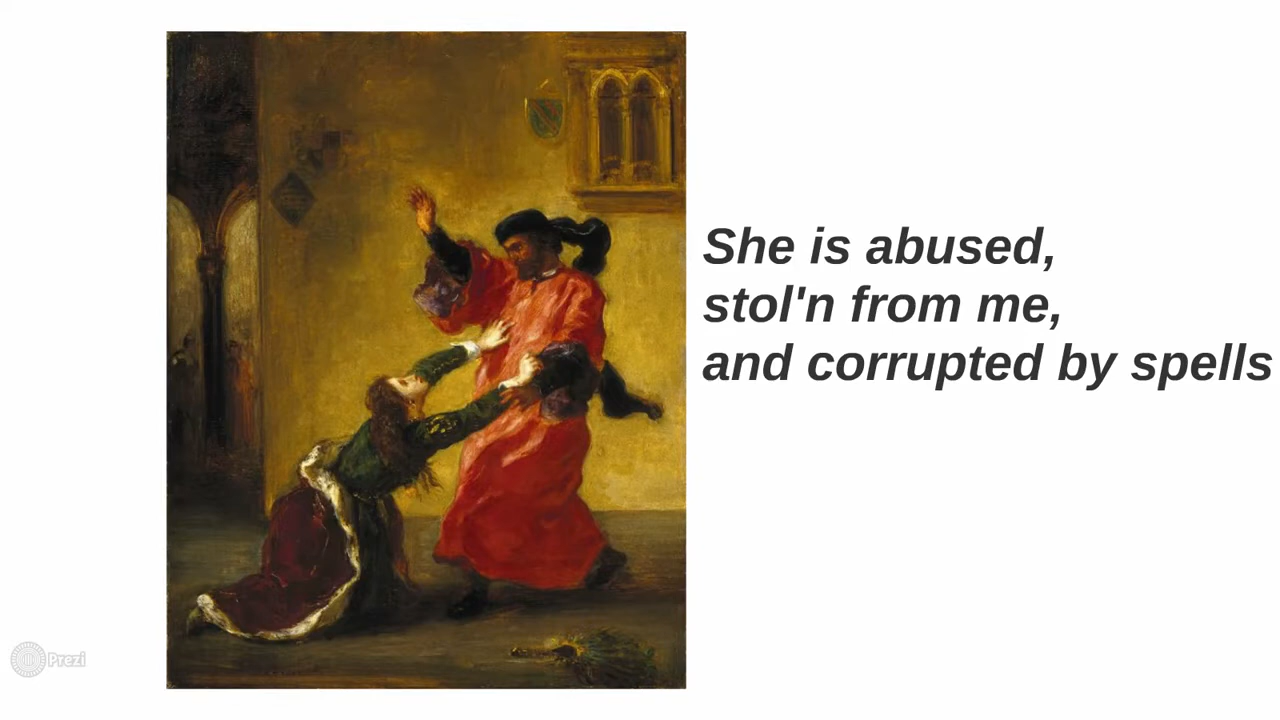 She is abused,
stol'n from me,
and corrupted by spells
Prezi